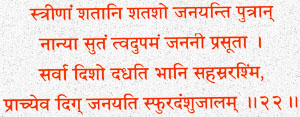 स्त्रीणां शतानि शतशो जनयन्ति पुत्रान्
नान्या सुतं त्वदुपमं जननी प्रसूता ।
सर्वा दिशो दधति भानि सहस्ररश्मिं,
प्राच्येव दिग् जनयति स्फुरदंशुजालम् ॥२२॥